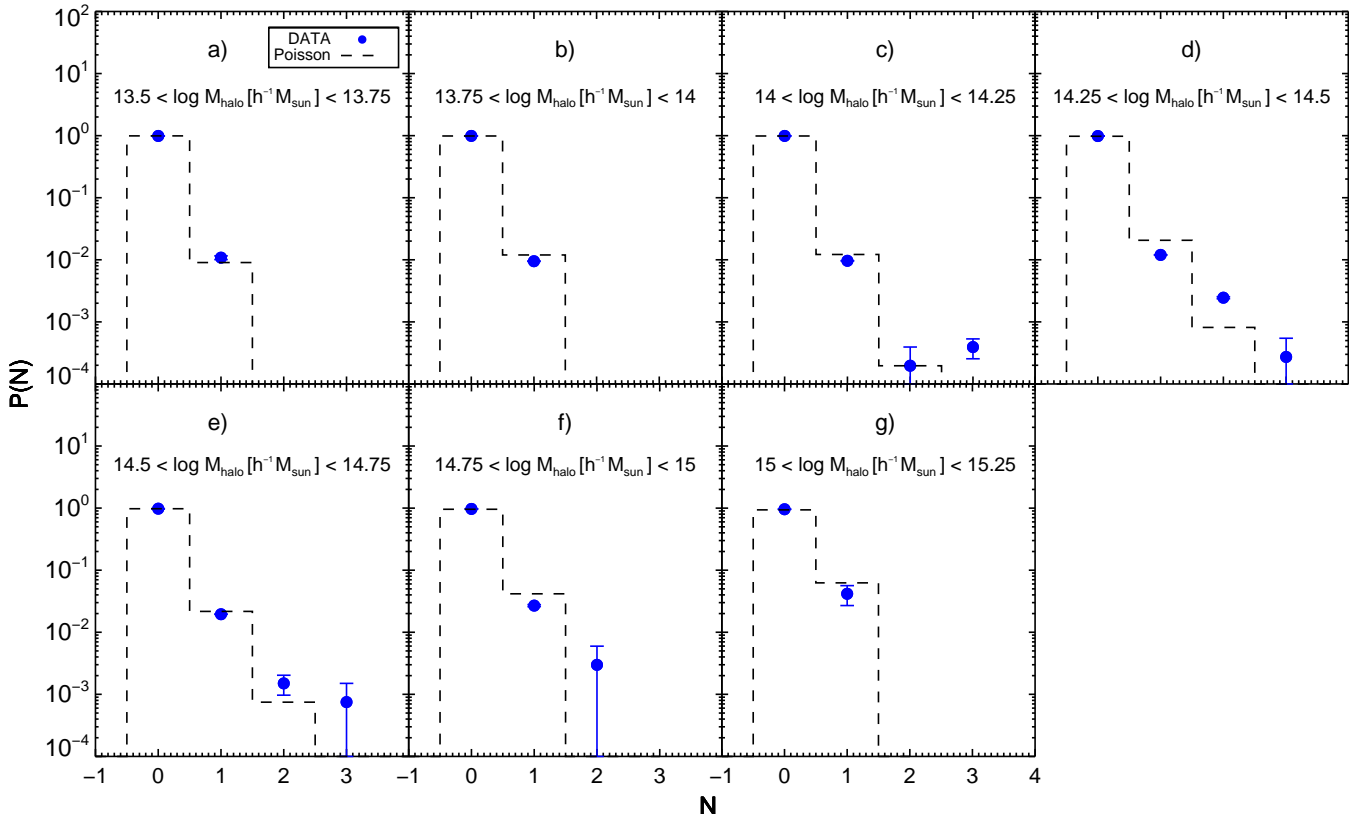 a) b) c) d)
DATA
Poisson
13.5 < log M_halo [h⁻¹ M_sun] < 13.75
13.75 < log M_halo [h⁻¹ M_sun] < 14
14 < log M_halo [h⁻¹ M_sun] < 14.25
14.25 < log M_halo [h⁻¹ M_sun] < 14.5
10²
10¹
10⁰
10⁻¹
10⁻²
10⁻³
10⁻⁴
P(N)
e) f) g)
14.5 < log M_halo [h⁻¹ M_sun] < 14.75
14.75 < log M_halo [h⁻¹ M_sun] < 15
15 < log M_halo [h⁻¹ M_sun] < 15.25
10¹
10⁰
10⁻¹
10⁻²
10⁻³
10⁻⁴
−1 0 1 2 3 −1 0 1 2 3 −1 0 1 2 3 4
N